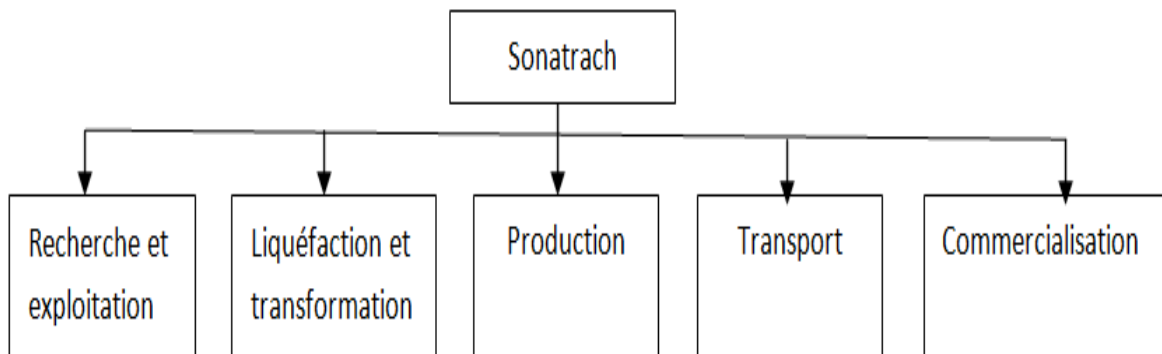 Sonatrach
Recherche et
exploitation
Liquéfaction et
transformation
Production
Transport
Commercialisation